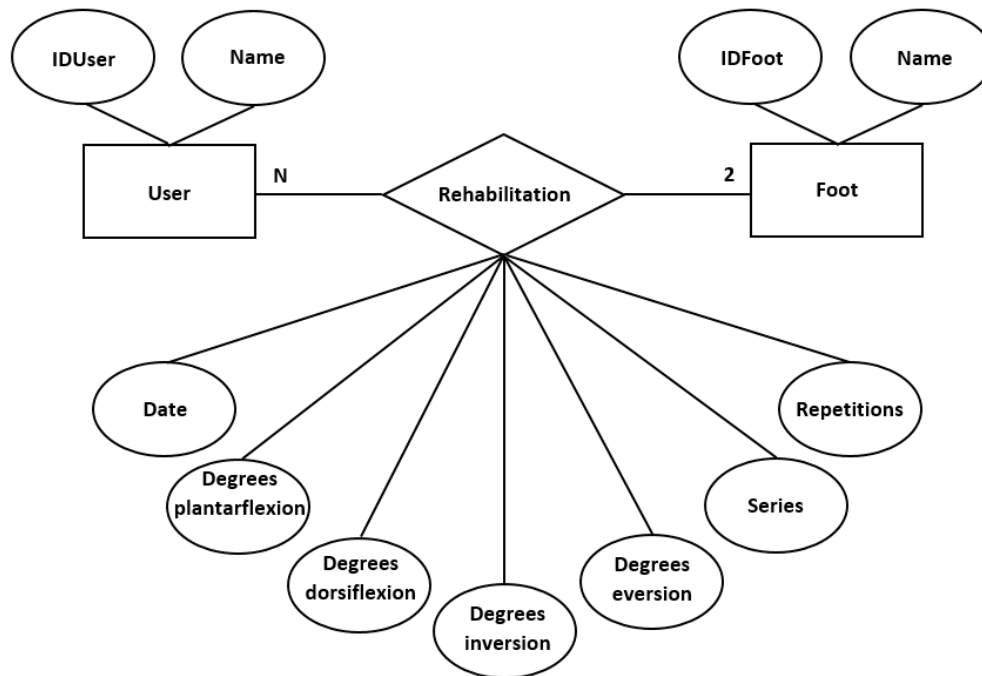 IDUser
Name
IDFoot
Name
User
N
Rehabilitation
2
Foot
Date
Repetitions
Degrees
plantarflexion
Series
Degrees
dorsiflexion
Degrees
eversion
Degrees
inversion